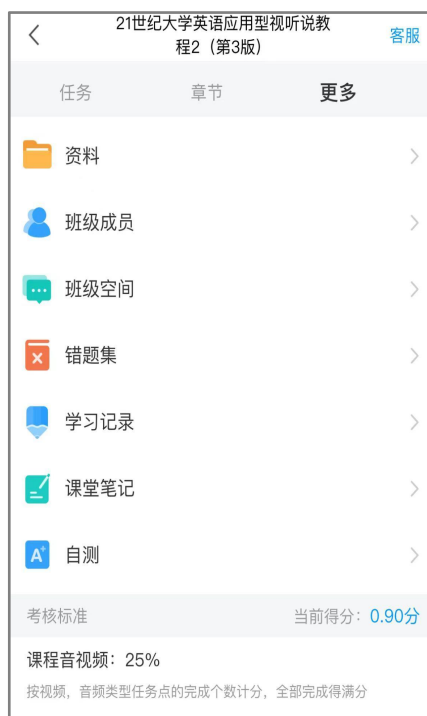 21世纪大学英语应用型视听说教
程2（第3版）
客服
任务
章节
更多
资料
班级成员
班级空间
错题集
学习记录
课堂笔记
A+ 自测
考核标准
当前得分：0.90分
课程音视频：25%
按视频，音频类型任务点的完成个数计分，全部完成得满分